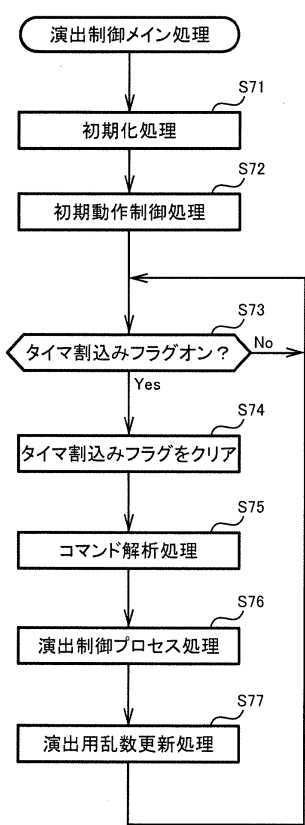 演出制御メイン処理
S71
初期化処理
S72
初期動作制御処理
S73
タイマ割込みフラグオン？
No
Yes
S74
タイマ割込みフラグをクリア
S75
コマンド解析処理
S76
演出制御プロセス処理
S77
演出用乱数更新処理